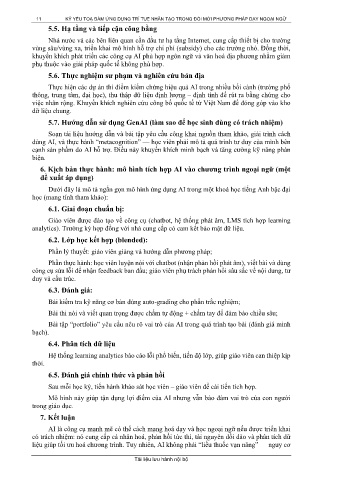 11 KỶ YẾU TỌA ĐÀM ỨNG DỤNG TRÍ TUỆ NHÂN TẠO TRONG ĐỔI MỚI PHƯƠNG PHÁP DẠY NGOẠI NGỮ
5.5. Hạ tầng và tiếp cận công bằng
Nhà nước và các bên liên quan cần đầu tư hạ tầng Internet, cung cấp thiết bị cho trường
vùng sâu/vùng xa, triển khai mô hình hỗ trợ chi phí (subsidy) cho các trường nhỏ. Đồng thời,
khuyến khích phát triển các công cụ AI phù hợp ngôn ngữ và văn hoá địa phương nhằm giảm
phụ thuộc vào giải pháp quốc tế không phù hợp.
5.6. Thực nghiệm sư phạm và nghiên cứu bản địa
Thực hiện các dự án thí điểm kiểm chứng hiệu quả AI trong nhiều bối cảnh (trường phổ
thông, trung tâm, đại học), thu thập dữ liệu định lượng – định tính để rút ra bằng chứng cho
việc nhân rộng. Khuyến khích nghiên cứu công bố quốc tế từ Việt Nam để đóng góp vào kho
dữ liệu chung.
5.7. Hướng dẫn sử dụng GenAI (làm sao để học sinh dùng có trách nhiệm)
Soạn tài liệu hướng dẫn và bài tập yêu cầu công khai nguồn tham khảo, giải trình cách
dùng AI, và thực hành "metacognition" — học viên phải mô tả quá trình tư duy của mình bên
cạnh sản phẩm do AI hỗ trợ. Điều này khuyến khích minh bạch và tăng cường kỹ năng phản
biện.
6. Kịch bản thực hành: mô hình tích hợp AI vào chương trình ngoại ngữ (một
đề xuất áp dụng)
Dưới đây là mô tả ngắn gọn mô hình ứng dụng AI trong một khoá học tiếng Anh bậc đại
học (mang tính tham khảo):
6.1. Giai đoạn chuẩn bị:
Giáo viên được đào tạo về công cụ (chatbot, hệ thống phát âm, LMS tích hợp learning
analytics). Trường ký hợp đồng với nhà cung cấp có cam kết bảo mật dữ liệu.
6.2. Lớp học kết hợp (blended):
Phần lý thuyết: giáo viên giảng và hướng dẫn phương pháp;
Phần thực hành: học viên luyện nói với chatbot (nhận phản hồi phát âm), viết bài và dùng
công cụ sửa lỗi để nhận feedback ban đầu; giáo viên phụ trách phản hồi sâu sắc về nội dung, tư
duy và cấu trúc.
6.3. Đánh giá:
Bài kiểm tra kỹ năng cơ bản dùng auto-grading cho phần trắc nghiệm;
Bài thi nói và viết quan trọng được chấm tự động + chấm tay để đảm bảo chiều sâu;
Bài tập "portfolio" yêu cầu nêu rõ vai trò của AI trong quá trình tạo bài (đánh giá minh
bạch).
6.4. Phân tích dữ liệu
Hệ thống learning analytics báo cáo lỗi phổ biến, tiến độ lớp, giúp giáo viên can thiệp kịp
thời.
6.5. Đánh giá chính thức và phản hồi
Sau mỗi học kỳ, tiến hành khảo sát học viên – giáo viên để cải tiến tích hợp.
Mô hình này giúp tận dụng lợi điểm của AI nhưng vẫn bảo đảm vai trò của con người
trong giáo dục.
7. Kết luận
AI là công cụ mạnh mẽ có thể cách mạng hoá dạy và học ngoại ngữ nếu được triển khai
có trách nhiệm: nó cung cấp cá nhân hoá, phản hồi tức thì, tài nguyên dồi dào và phân tích dữ
liệu giúp tối ưu hoá chương trình. Tuy nhiên, AI không phải "liều thuốc vạn năng" nguy cơ
Tài liệu lưu hành nội bộ